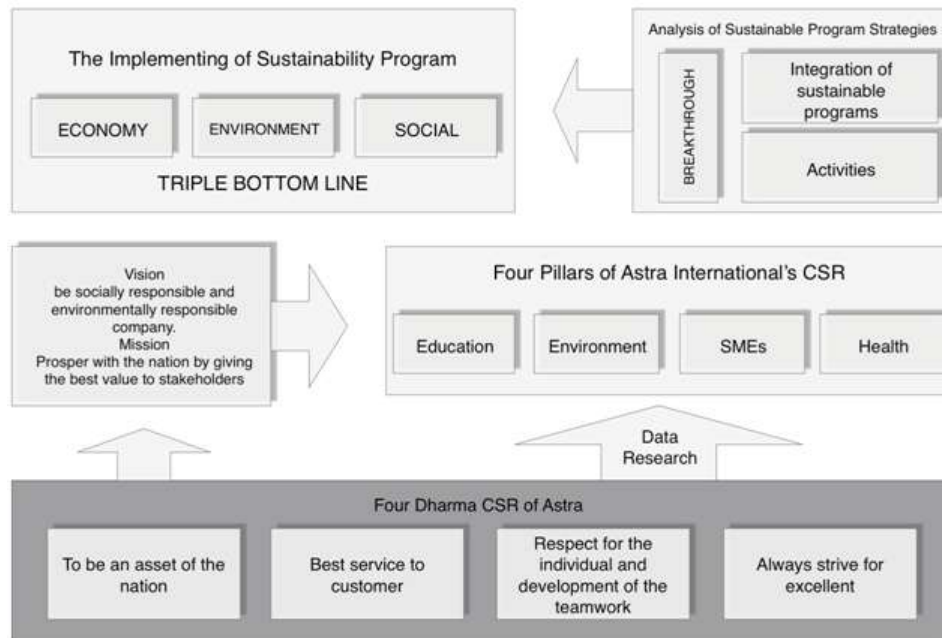 The Implementing of Sustainability Program
ECONOMY
ENVIRONMENT
SOCIAL
TRIPLE BOTTOM LINE
Analysis of Sustainable Program Strategies
BREAKTHROUGH
Integration of
sustainable
programs
Activities
Vision
be socially responsible and
environmentally responsible
company.
Mission
Prosper with the nation by giving
the best value to stakeholders
Four Pillars of Astra International's CSR
Education
Environment
SMEs
Health
Data
Research
Four Dharma CSR of Astra
To be an asset of the
nation
Best service to
customer
Respect for the
individual and
development of the
teamwork
Always strive for
excellent